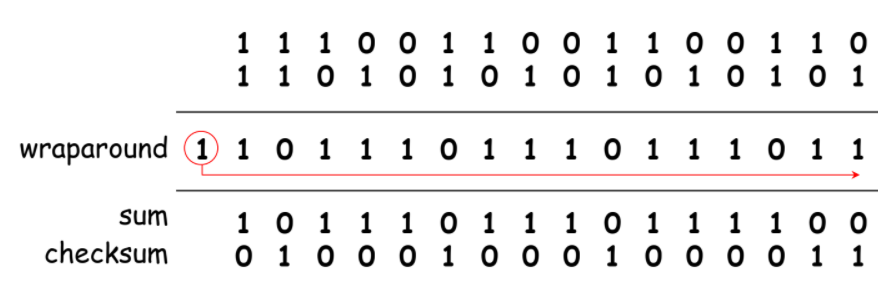 1 1 1 0 0 1 1 0 0 1 1 0 0 1 1 0
1 1 0 1 0 1 0 1 0 1 0 1 0 1 0 1
wraparound 1 1 0 1 1 1 0 1 1 1 0 1 1 1 0 1 1
sum 1 0 1 1 1 0 1 1 1 0 1 1 1 1 0 0
checksum 0 1 0 0 0 1 0 0 0 1 0 0 0 0 1 1